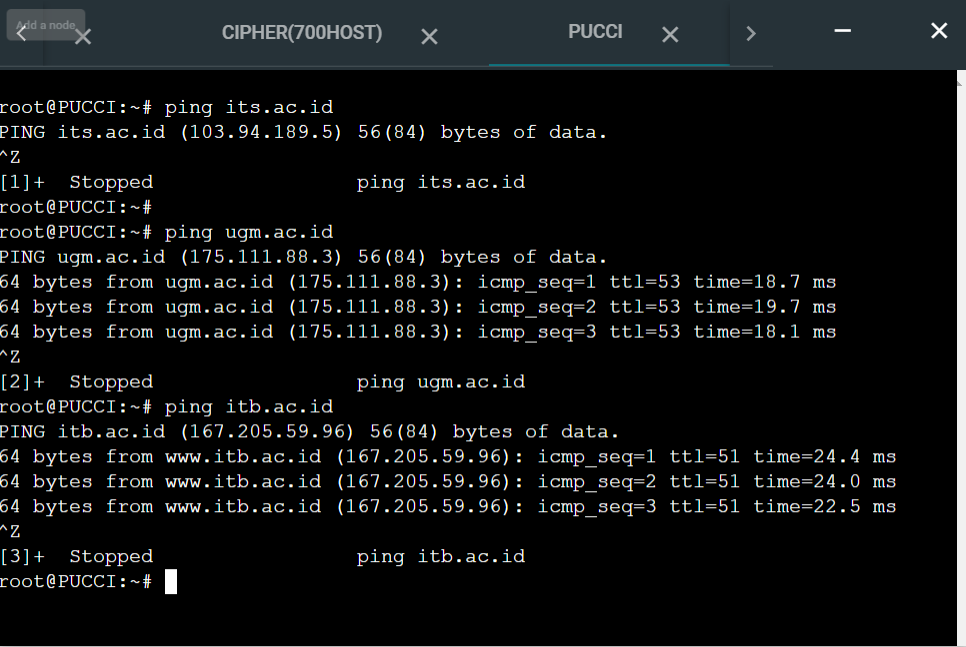 Add a node
CIPHER(700HOST)
PUCCI
root@PUCCI:~# ping its.ac.id
PING its.ac.id (103.94.189.5) 56(84) bytes of data.
^Z
[1]+  Stopped                 ping its.ac.id
root@PUCCI:~#
root@PUCCI:~# ping ugm.ac.id
PING ugm.ac.id (175.111.88.3) 56(84) bytes of data.
64 bytes from ugm.ac.id (175.111.88.3): icmp_seq=1 ttl=53 time=18.7 ms
64 bytes from ugm.ac.id (175.111.88.3): icmp_seq=2 ttl=53 time=19.7 ms
64 bytes from ugm.ac.id (175.111.88.3): icmp_seq=3 ttl=53 time=18.1 ms
^Z
[2]+  Stopped                 ping ugm.ac.id
root@PUCCI:~# ping itb.ac.id
PING itb.ac.id (167.205.59.96) 56(84) bytes of data.
64 bytes from www.itb.ac.id (167.205.59.96): icmp_seq=1 ttl=51 time=24.4 ms
64 bytes from www.itb.ac.id (167.205.59.96): icmp_seq=2 ttl=51 time=24.0 ms
64 bytes from www.itb.ac.id (167.205.59.96): icmp_seq=3 ttl=51 time=22.5 ms
^Z
[3]+  Stopped                 ping itb.ac.id
root@PUCCI:~#